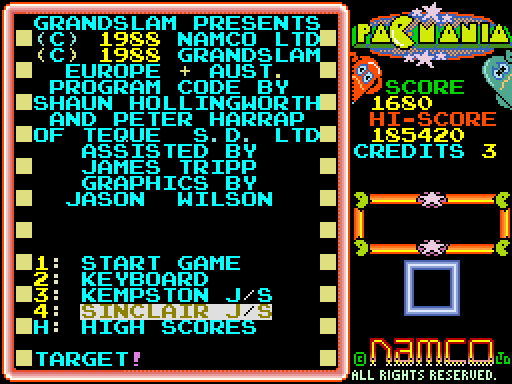 GRANDSLAM PRESENTS
(C) 1988 NAMCO LTD
(C) 1988 GRANDSLAM
EUROPE + AUST.
PROGRAM CODE BY
SHAUN HOLLINGWORTH
AND PETER HARRAP
OF TEQUE S.D. LTD
ASSISTED BY
JAMES TRIPP
GRAPHICS BY
JASON WILSON
1: START GAME
2: KEYBOARD
3: KEMPSTON J/S
4: SINCLAIR J/S
H: HIGH SCORES
TARGET!
PACMANIA
SCORE
1680
HI-SCORE
185420
CREDITS 3
© namco
ALL RIGHTS RESERVED.